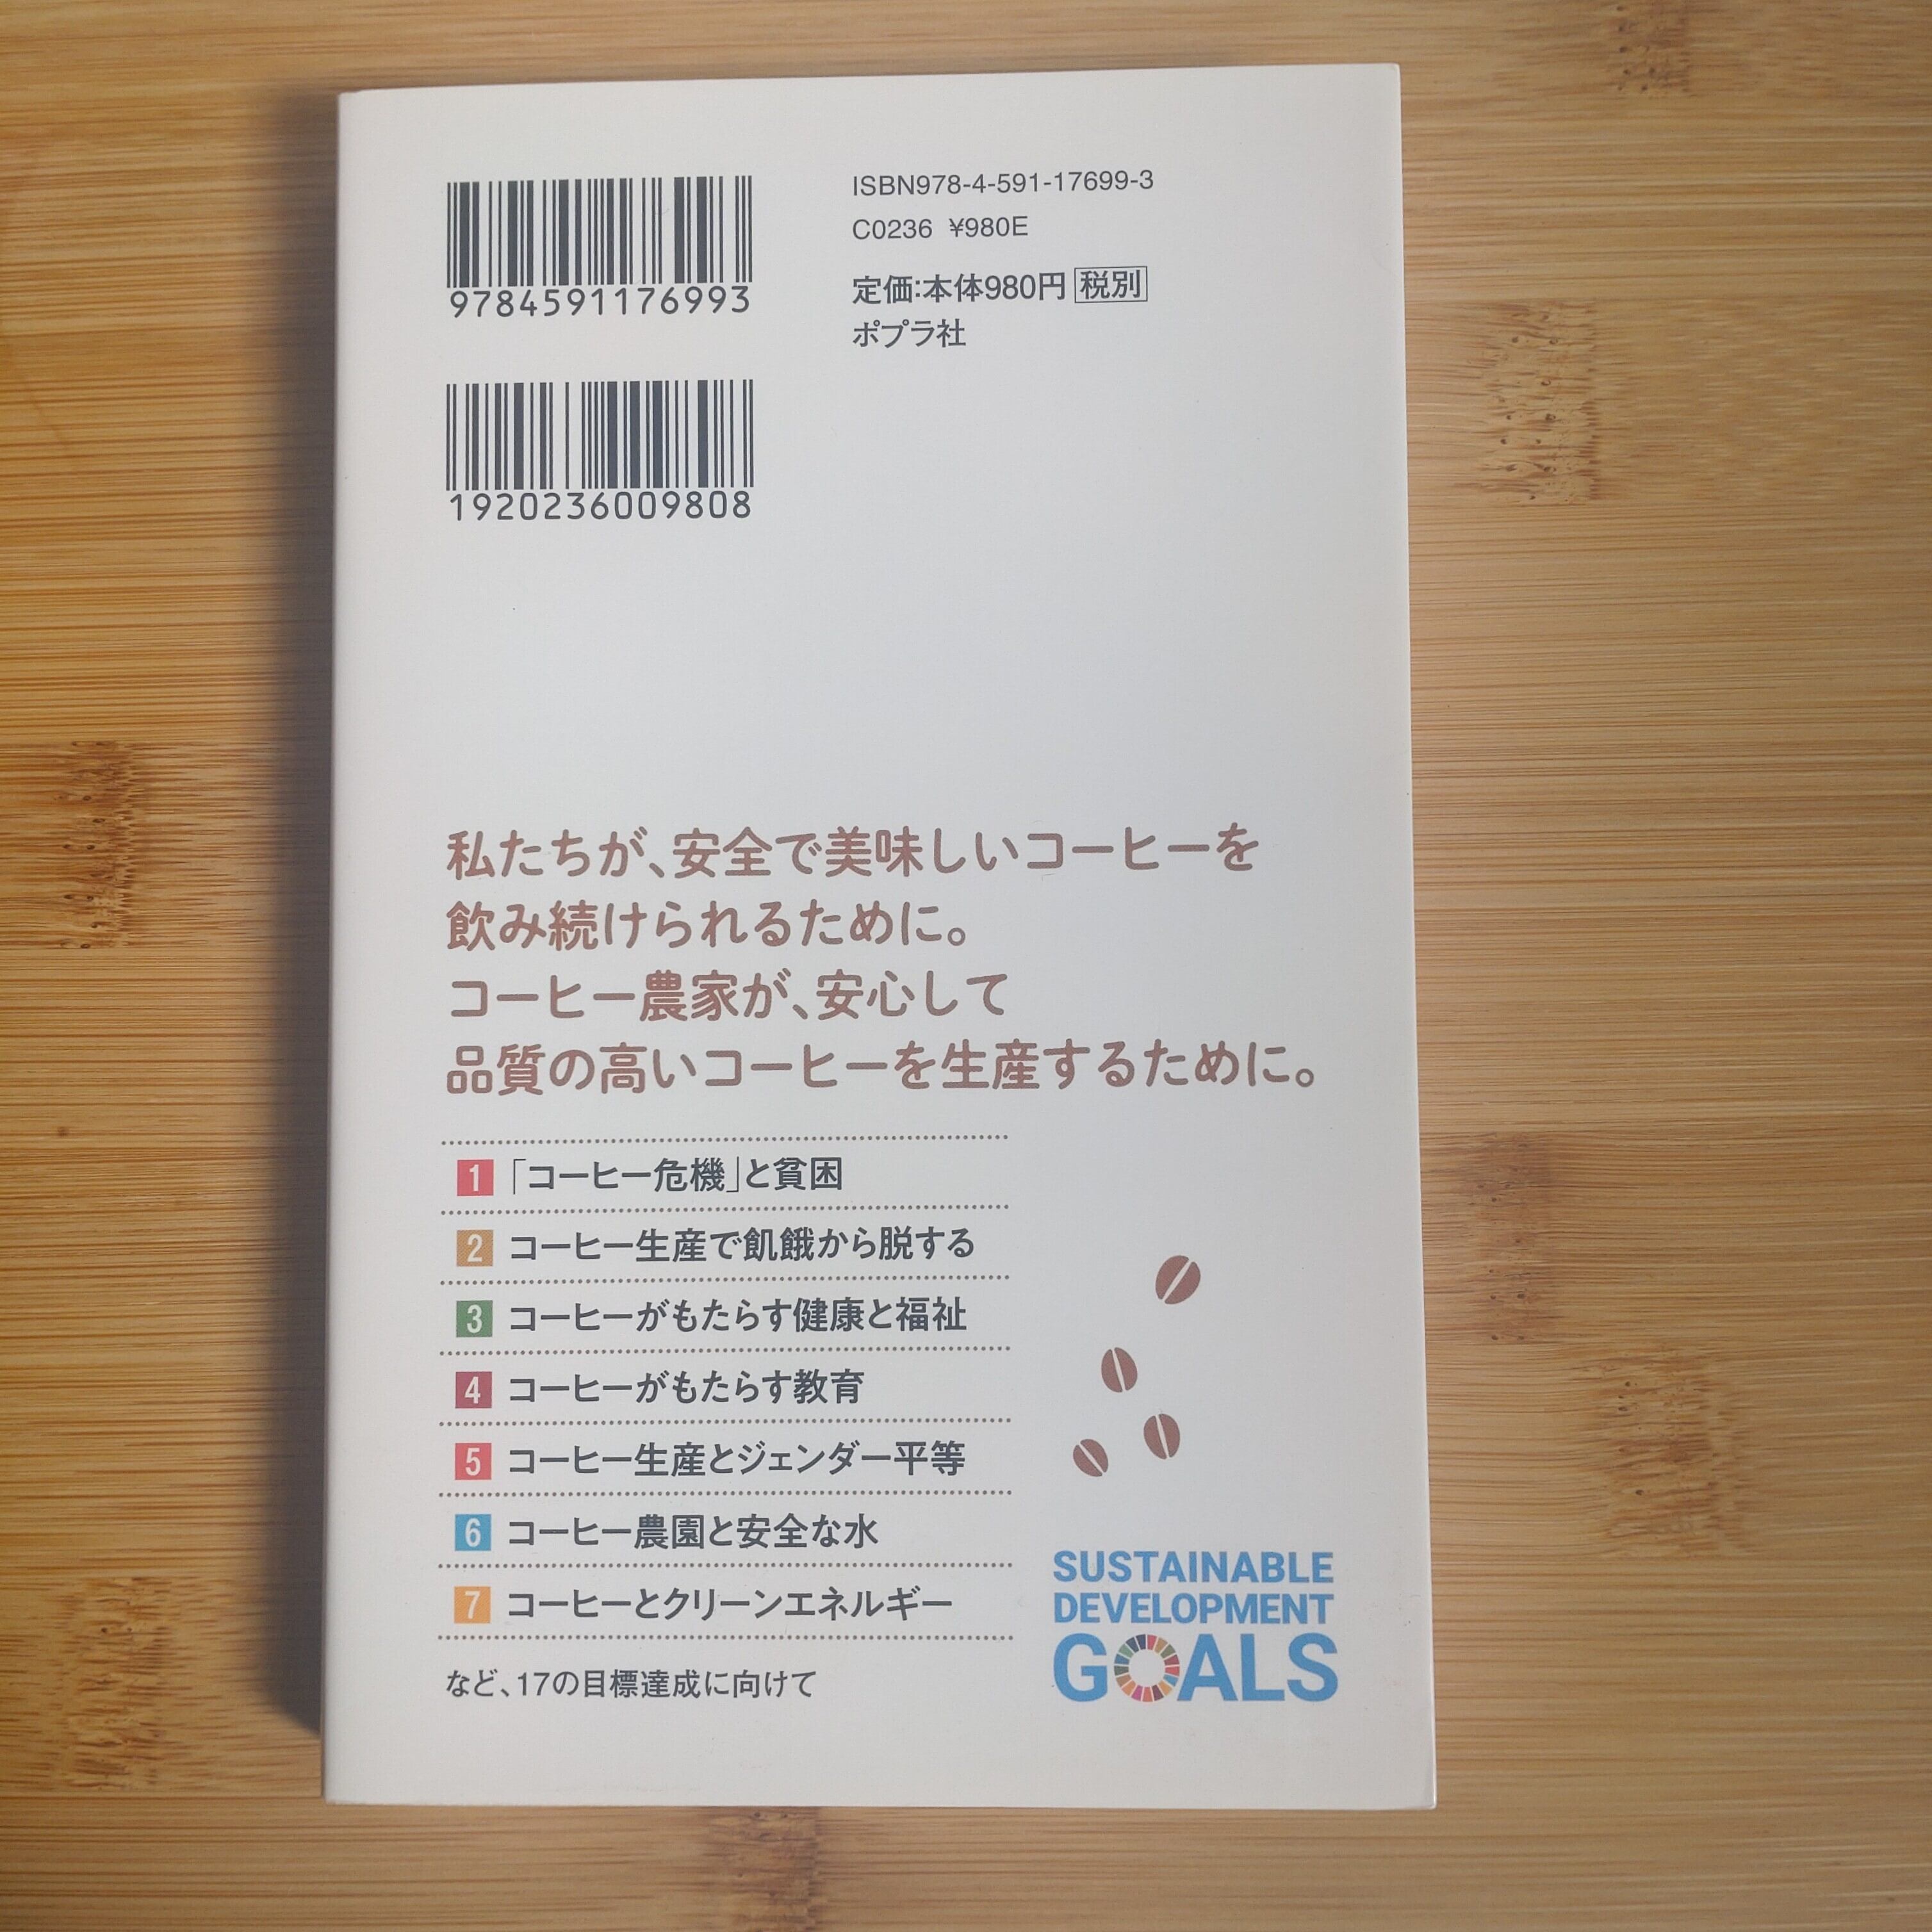 9784591176993
ISBN978-4-591-17699-3
C0236 ¥980E
定価:本体980円 税別
ポプラ社
1920236009808
私たちが、安全で美味しいコーヒーを
飲み続けられるために。
コーヒー農家が、安心して
品質の高いコーヒーを生産するために。
1 「コーヒー危機」と貧困
2 コーヒー生産で飢餓から脱する
3 コーヒーがもたらす健康と福祉
4 コーヒーがもたらす教育
5 コーヒー生産とジェンダー平等
6 コーヒー農園と安全な水
7 コーヒーとクリーンエネルギー
など、17の目標達成に向けて
SUSTAINABLE
DEVELOPMENT
GOALS